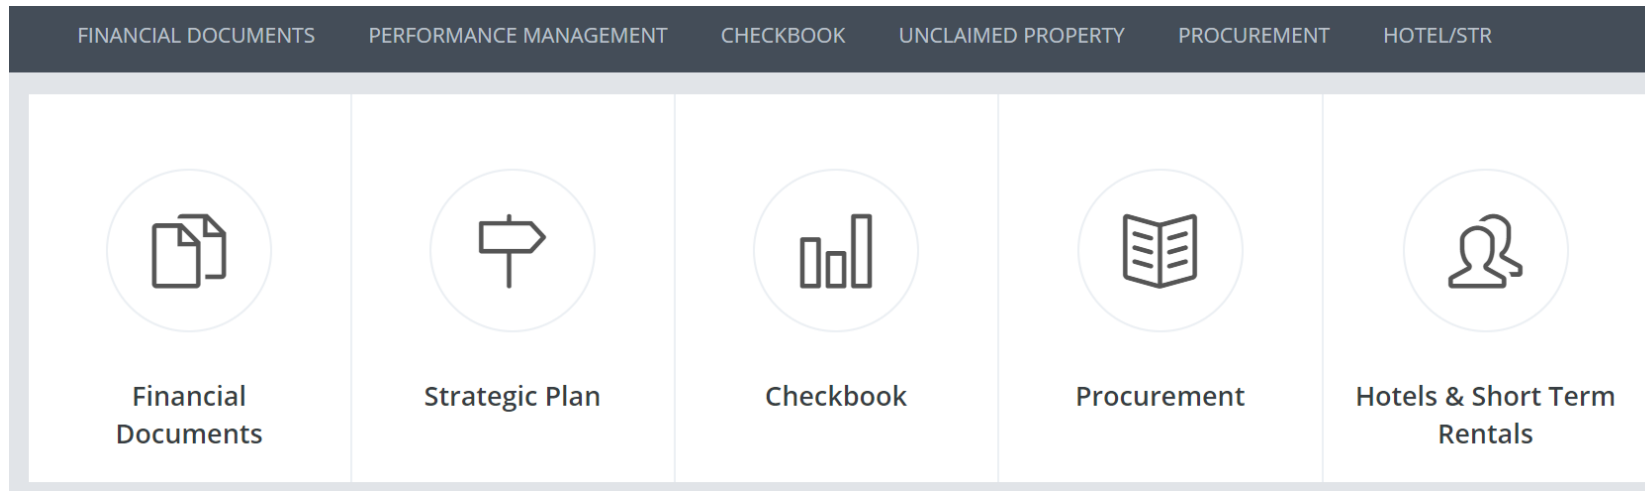 FINANCIAL DOCUMENTS PERFORMANCE MANAGEMENT CHECKBOOK UNCLAIMED PROPERTY PROCUREMENT HOTEL/STR
Financial
Documents
Strategic Plan
Checkbook
Procurement
Hotels & Short Term
Rentals